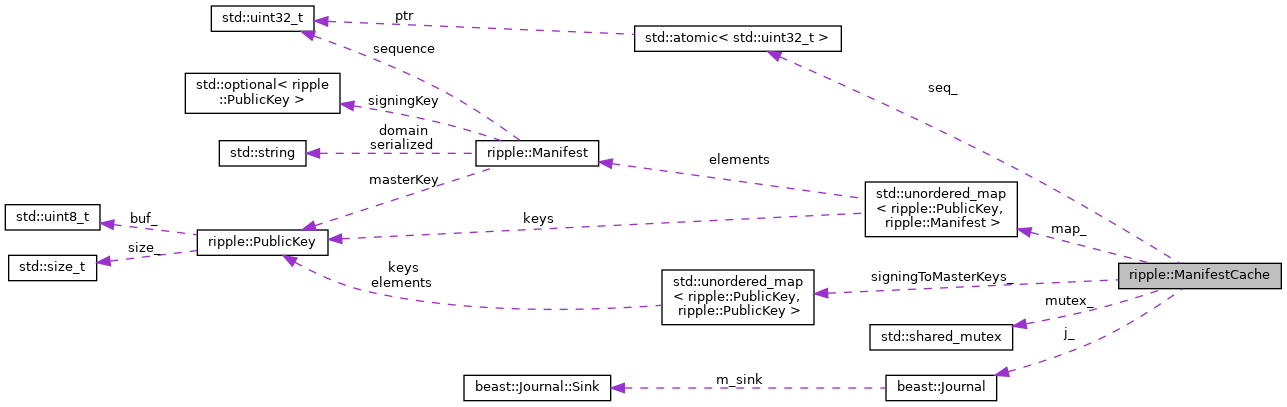 std::uint32_t
ptr
std::atomic< std::uint32_t >
sequence
std::optional< ripple
::PublicKey >
signingKey
seq_
domain
serialized
std::string
ripple::Manifest
elements
masterKey
std::unordered_map
< ripple::PublicKey,
ripple::Manifest >
std::uint8_t
buf_
keys
map_
ripple::PublicKey
size_
std::size_t
keys
elements
std::unordered_map
< ripple::PublicKey,
ripple::PublicKey >
signingToMasterKeys_
ripple::ManifestCache
mutex_
std::shared_mutex
j_
beast::Journal::Sink
m_sink
beast::Journal